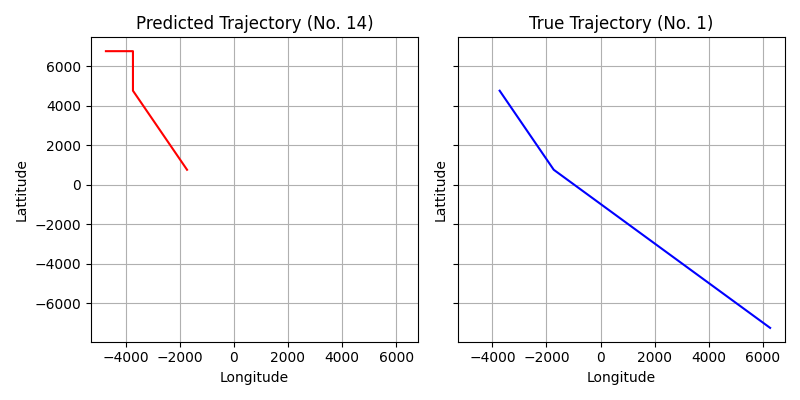 Predicted Trajectory (No. 14)
True Trajectory (No. 1)
Lattitude
6000
4000
2000
0
−2000
−4000
−6000
−4000 −2000 0 2000 4000 6000
Longitude
Lattitude
−4000 −2000 0 2000 4000 6000
Longitude